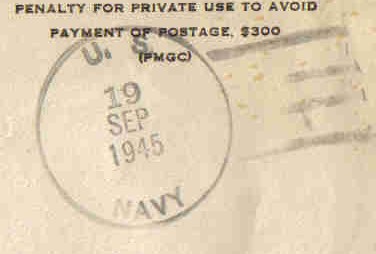 PENALTY FOR PRIVATE USE TO AVOID
PAYMENT OF POSTAGE, $300
(PMGC)
U. S.
19
SEP
1945
NAVY